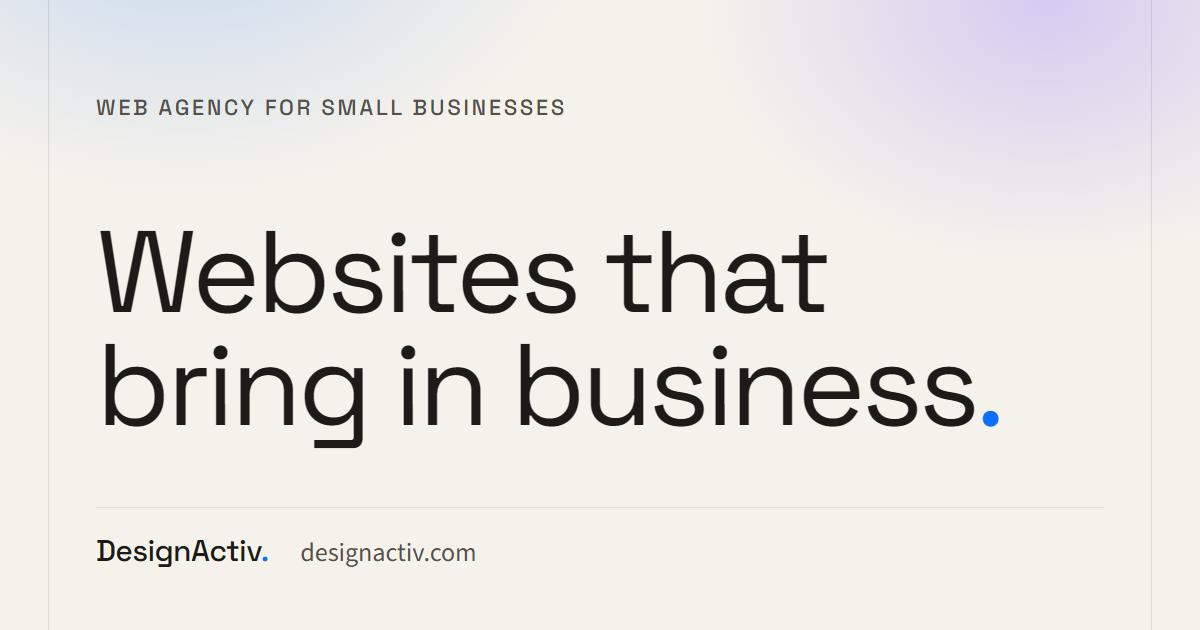 WEB AGENCY FOR SMALL BUSINESSES
Websites that
bring in business.
DesignActiv. designactiv.com